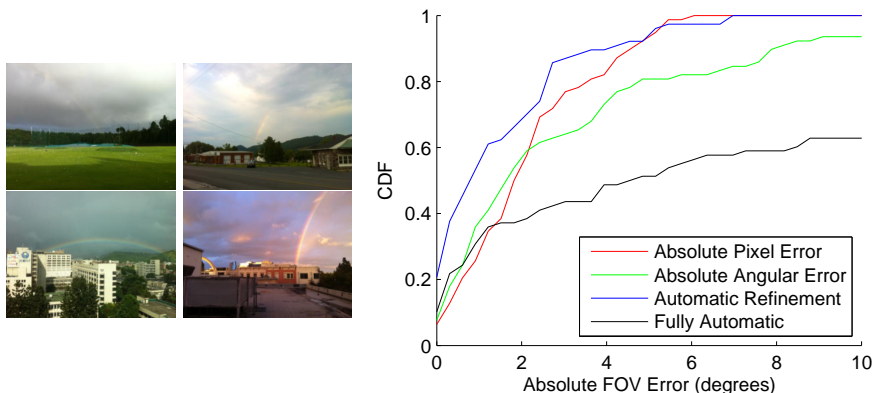 1
0.8
0.6
0.4
0.2
0
CDF
0 2 4 6 8 10
Absolute FOV Error (degrees)
Absolute Pixel Error
Absolute Angular Error
Automatic Refinement
Fully Automatic